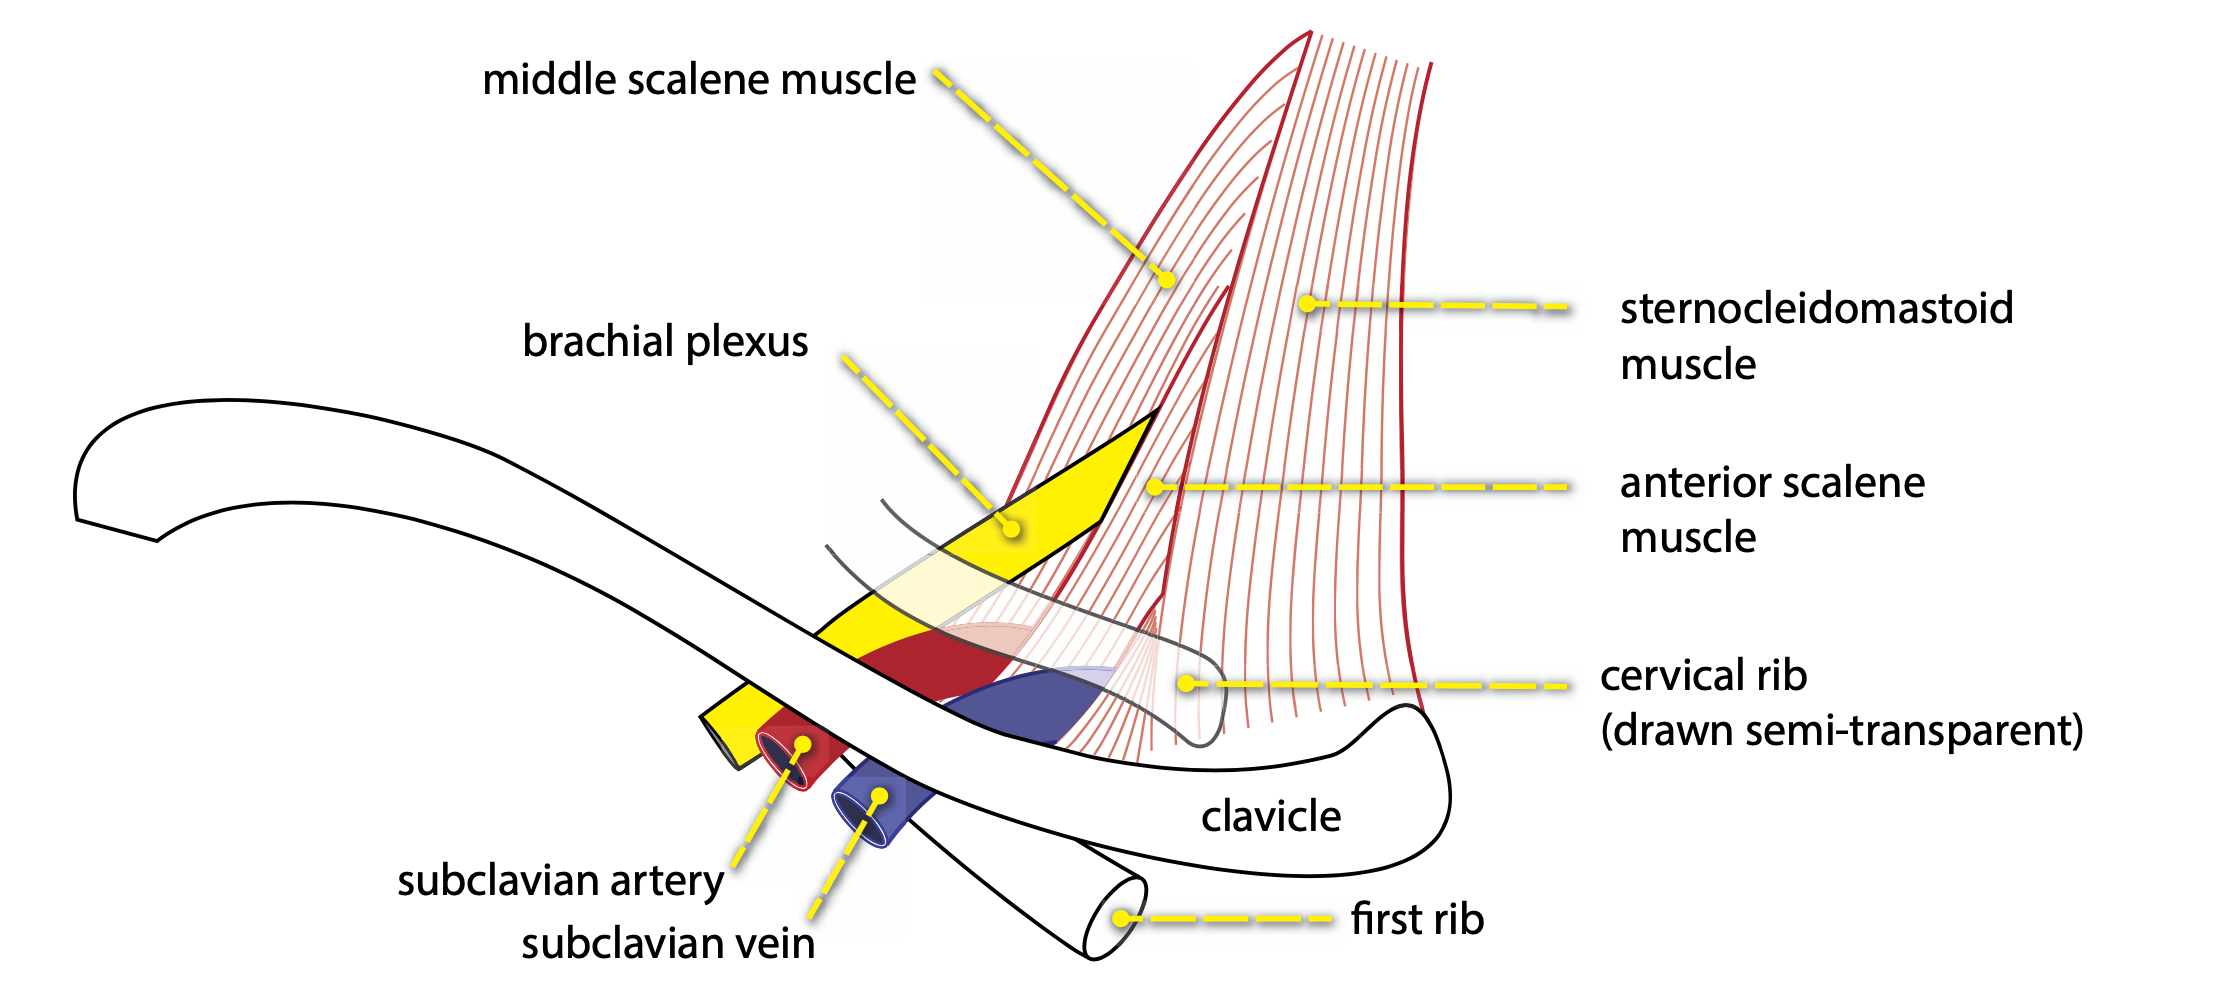 middle scalene muscle
brachial plexus
sternocleidomastoid
muscle
anterior scalene
muscle
cervical rib
(drawn semi-transparent)
clavicle
subclavian artery
subclavian vein
first rib